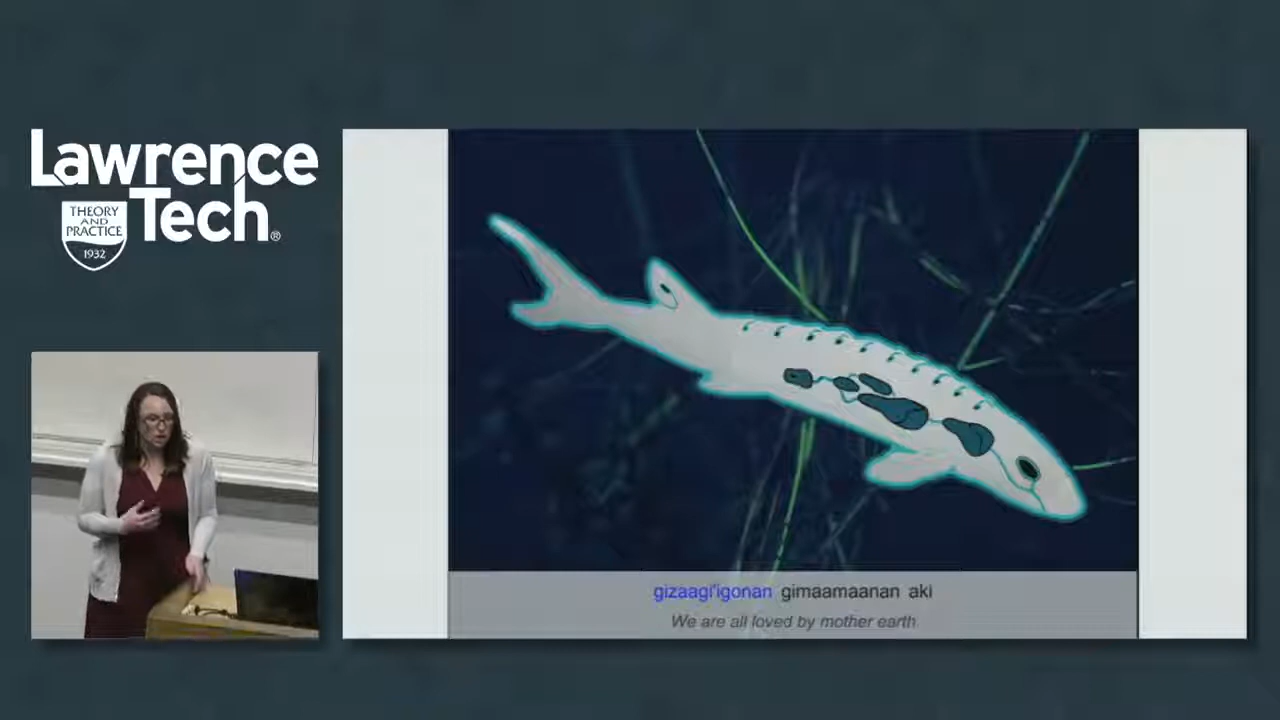 Lawrence
Tech®
THEORY
AND
PRACTICE
1932
gizaagi'igonan gimaamaanan aki
We are all loved by mother earth